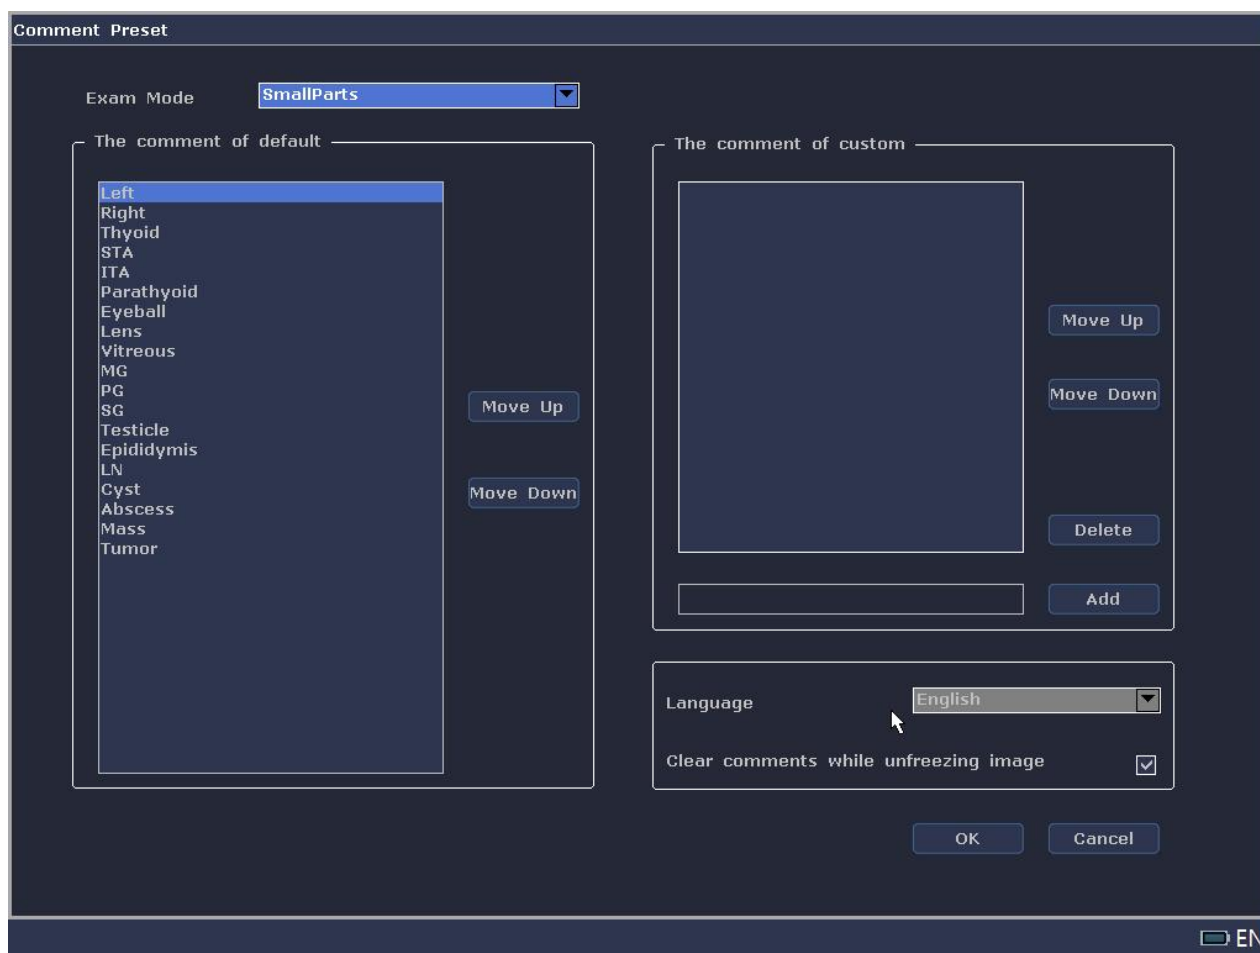 Comment Preset
Exam Mode
SmallParts
The comment of default
Left
Right
Thyoid
STA
ITA
Parathyoid
Eyeball
Lens
Vitreous
MG
PG
SG
Testicle
Epididymis
LN
Cyst
Abscess
Mass
Tumor
Move Up
Move Down
The comment of custom
Move Up
Move Down
Delete
Add
Language
English
Clear comments while unfreezing image
OK
Cancel
EN